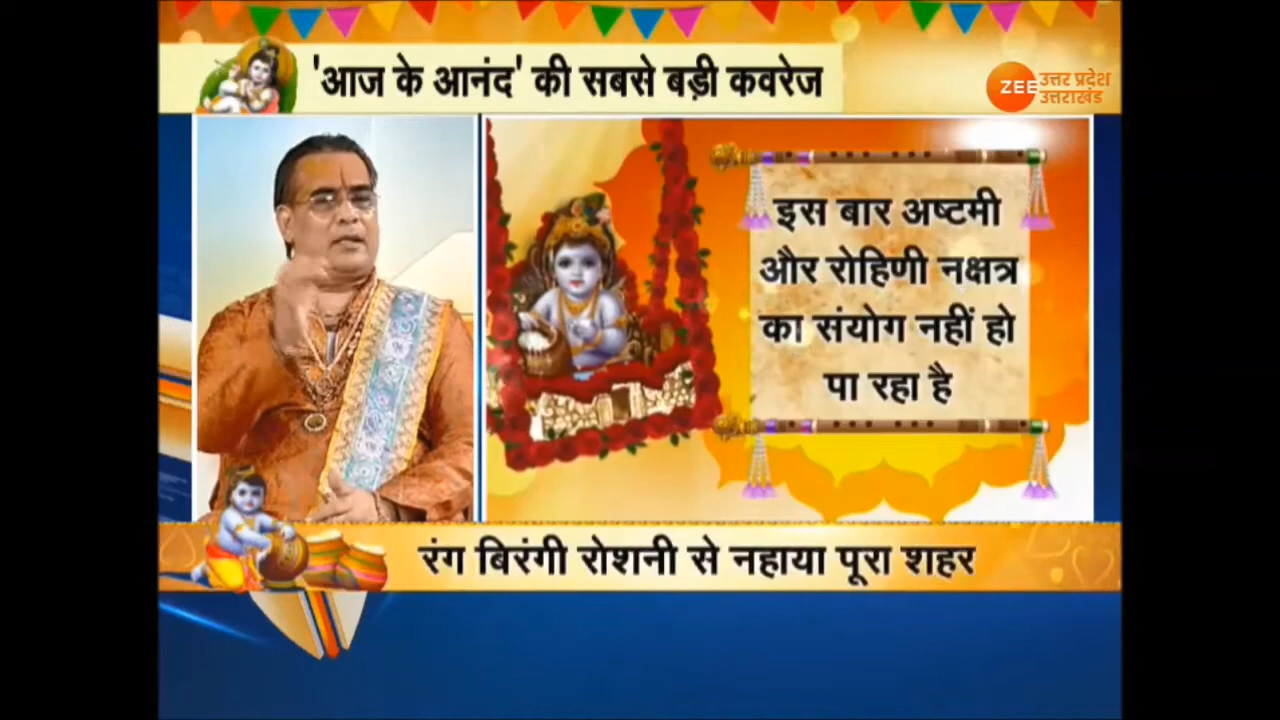 'आज के आनंद' की सबसे बड़ी कवरेज
ZEE उत्तर प्रदेश
उत्तराखंड
इस बार अष्टमी
और रोहिणी नक्षत्र
का संयोग नहीं हो
पा रहा है
रंग बिरंगी रोशनी से नहाया पूरा शहर